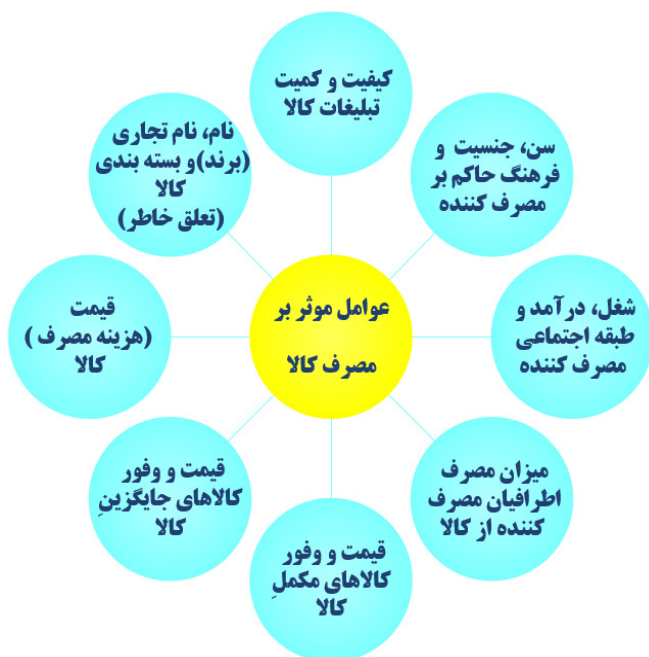 عوامل موثر بر
مصرف کالا
کیفیت و کمیت
تبلیغات کالا
سن، جنسیت و
فرهنگ حاکم بر
مصرف کننده
شغل، درآمد و
طبقه اجتماعی
مصرف کننده
میزان مصرف
اطرافیان مصرف
کننده از کالا
قیمت و وفور
کالاهای مکملِ
کالا
قیمت و وفور
کالاهای جایگزینِ
کالا
قیمت
(هزینه مصرف )
کالا
نام، نام تجاری
(برند)و بسته بندی
کالا
(تعلق خاطر)